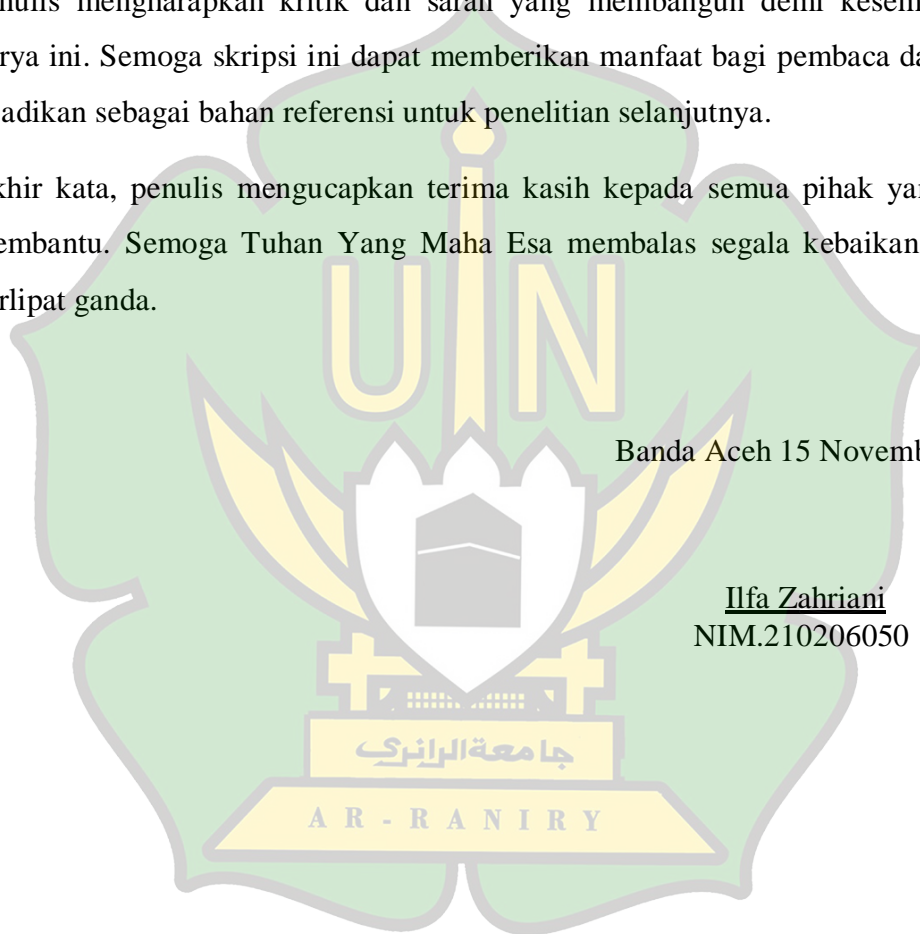 nulis mengharapkan kritik dan saran yang membangun demi kesem
rya ini. Semoga skripsi ini dapat memberikan manfaat bagi pembaca da
adikan sebagai bahan referensi untuk penelitian selanjutnya.
khir kata, penulis mengucapkan terima kasih kepada semua pihak yan
embantu. Semoga Tuhan Yang Maha Esa membalas segala kebaikan
rlipat ganda.
UIN
Banda Aceh 15 Novemb
Ilfa Zahriani
NIM.210206050
جامعةالرانري
AR-RANIRY